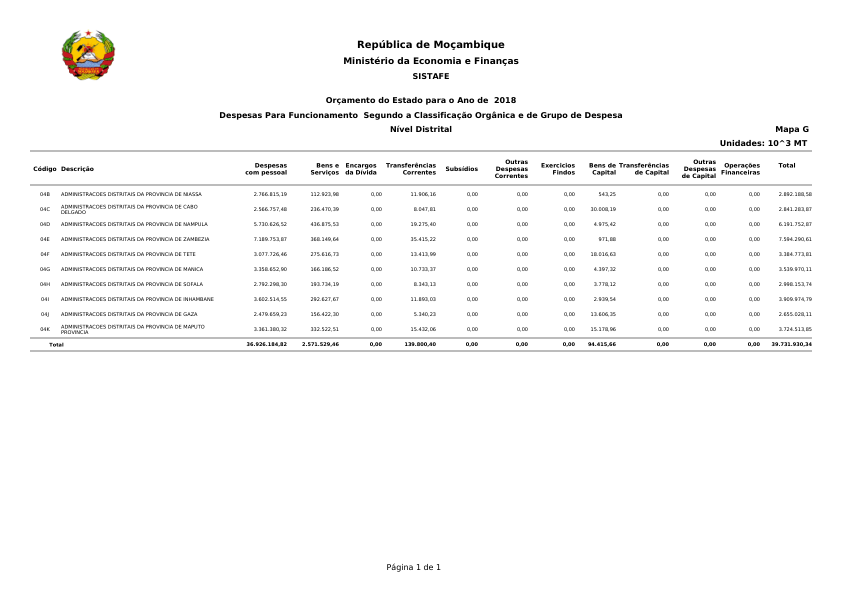 República de Moçambique
Ministério da Economia e Finanças
SISTAFE
Orçamento do Estado para o Ano de 2018
Despesas Para Funcionamento Segundo a Classificação Orgânica e de Grupo de Despesa
Nível Distrital
Mapa G
Unidades: 10^3 MT
Código Descrição Despesas com pessoal Bens e Serviços Encargos da Dívida Transferências Correntes Subsídios Outras Despesas Correntes Exercícios Findos Bens de Capital Transferências de Capital Outras Despesas de Capital Operações Financeiras Total
04B ADMINISTRACOES DISTRITAIS DA PROVINCIA DE NIASSA 2.766.815,19 112.923,98 0,00 11.906,16 0,00 0,00 0,00 543,25 0,00 0,00 0,00 2.892.188,58
04C ADMINISTRACOES DISTRITAIS DA PROVINCIA DE CABO DELGADO 2.566.757,48 236.470,39 0,00 8.047,81 0,00 0,00 0,00 30.008,19 0,00 0,00 0,00 2.841.283,87
04D ADMINISTRACOES DISTRITAIS DA PROVINCIA DE NAMPULA 5.730.626,52 436.875,53 0,00 19.275,40 0,00 0,00 0,00 4.975,42 0,00 0,00 0,00 6.191.752,87
04E ADMINISTRACOES DISTRITAIS DA PROVINCIA DE ZAMBEZIA 7.189.753,87 368.149,64 0,00 35.415,22 0,00 0,00 0,00 971,88 0,00 0,00 0,00 7.594.290,61
04F ADMINISTRACOES DISTRITAIS DA PROVINCIA DE TETE 3.077.726,46 275.616,73 0,00 13.413,99 0,00 0,00 0,00 18.016,63 0,00 0,00 0,00 3.384.773,81
04G ADMINISTRACOES DISTRITAIS DA PROVINCIA DE MANICA 3.358.652,90 166.186,52 0,00 10.733,37 0,00 0,00 0,00 4.397,32 0,00 0,00 0,00 3.539.970,11
04H ADMINISTRACOES DISTRITAIS DA PROVINCIA DE SOFALA 2.792.298,30 193.734,19 0,00 8.343,13 0,00 0,00 0,00 3.778,12 0,00 0,00 0,00 2.998.153,74
04I ADMINISTRACOES DISTRITAIS DA PROVINCIA DE INHAMBANE 3.602.514,55 292.627,67 0,00 11.893,03 0,00 0,00 0,00 2.939,54 0,00 0,00 0,00 3.909.974,79
04J ADMINISTRACOES DISTRITAIS DA PROVINCIA DE GAZA 2.479.659,23 156.422,30 0,00 5.340,23 0,00 0,00 0,00 13.606,35 0,00 0,00 0,00 2.655.028,11
04K ADMINISTRACOES DISTRITAIS DA PROVINCIA DE MAPUTO PROVINCIA 3.361.380,32 332.522,51 0,00 15.432,06 0,00 0,00 0,00 15.178,96 0,00 0,00 0,00 3.724.513,85
Total 36.926.184,82 2.571.529,46 0,00 139.800,40 0,00 0,00 0,00 94.415,66 0,00 0,00 0,00 39.731.930,34
Página 1 de 1